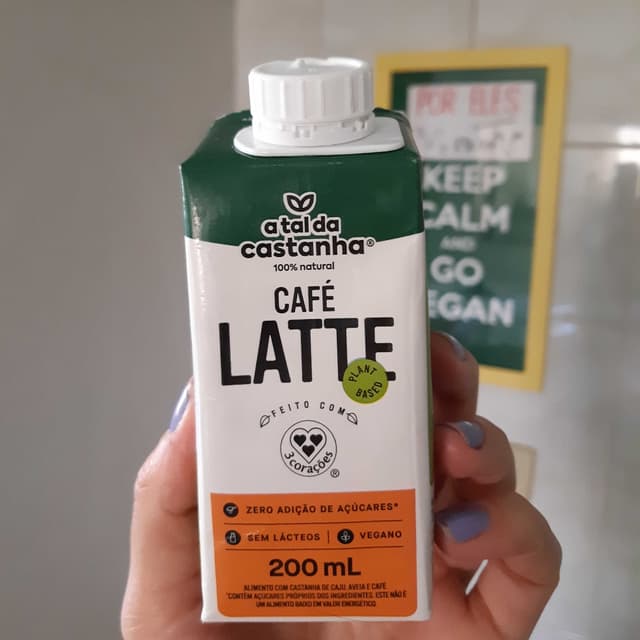 a tal da
castanha®
100% natural
CAFÉ
LATTE
PLANT
BASED
FEITO COM
3 corações
®
ZERO ADIÇÃO DE AÇÚCARES*
SEM LÁCTEOS | VEGANO
200 mL
ALIMENTO COM CASTANHA DE CAJU, AVEIA E CAFÉ
*CONTÉM AÇÚCARES PRÓPRIOS DOS INGREDIENTES. ESTE NÃO É
UM ALIMENTO BAIXO EM VALOR ENERGÉTICO.
POR ELES
KEEP
CALM
AND
GO
VEGAN